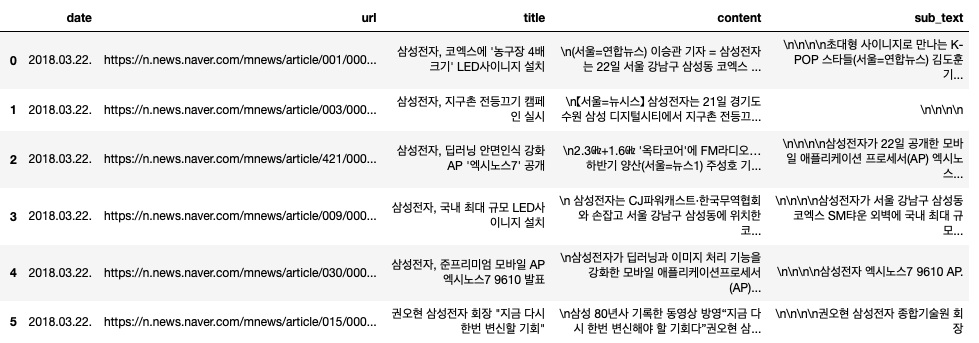 date url title content sub_text
0 2018.03.22. https://n.news.naver.com/mnews/article/001/000... 삼성전자, 코엑스에 '농구장 4배 크기' LED사이니지 설치 \n(서울=연합뉴스) 이승관 기자 = 삼성전자는 22일 서울 강남구 삼성동 코엑스 ... \n\n\n\n초대형 사이니지로 만나는 K-POP 스타들(서울=연합뉴스) 김도훈 기...
1 2018.03.22. https://n.news.naver.com/mnews/article/003/000... 삼성전자, 지구촌 전등끄기 캠페인 실시 \n【서울=뉴시스】 삼성전자는 21일 경기도 수원 삼성 디지털시티에서 지구촌 전등끄... \n\n\n\n
2 2018.03.22. https://n.news.naver.com/mnews/article/421/000... 삼성전자, 딥러닝 안면인식 강화 AP '엑시노스7' 공개 \n2.3㎓+1.6㎓ '옥타코어'에 FM라디오…하반기 양산(서울=뉴스1) 주성호 기... \n\n\n\n삼성전자가 22일 공개한 모바일 애플리케이션 프로세서(AP) 엑시노스...
3 2018.03.22. https://n.news.naver.com/mnews/article/009/000... 삼성전자, 국내 최대 규모 LED사이니지 설치 \n 삼성전자는 CJ파워캐스트·한국무역협회와 손잡고 서울 강남구 삼성동에 위치한 코... \n\n\n\n삼성전자가 서울 강남구 삼성동 코엑스 SM타운 외벽에 국내 최대 규모...
4 2018.03.22. https://n.news.naver.com/mnews/article/030/000... 삼성전자, 준프리미엄 모바일 AP 엑시노스7 9610 발표 \n삼성전자가 딥러닝과 이미지 처리 기능을 강화한 모바일 애플리케이션프로세서(AP)... \n\n\n\n삼성전자 엑시노스7 9610 AP.
5 2018.03.22. https://n.news.naver.com/mnews/article/015/000... 권오현 삼성전자 회장 "지금 다시 한번 변신할 기회" \n삼성 80년사 기록한 동영상 방영“지금 다시 한번 변신해야 할 기회다”권오현 삼... \n\n\n\n권오현 삼성전자 종합기술원 회장